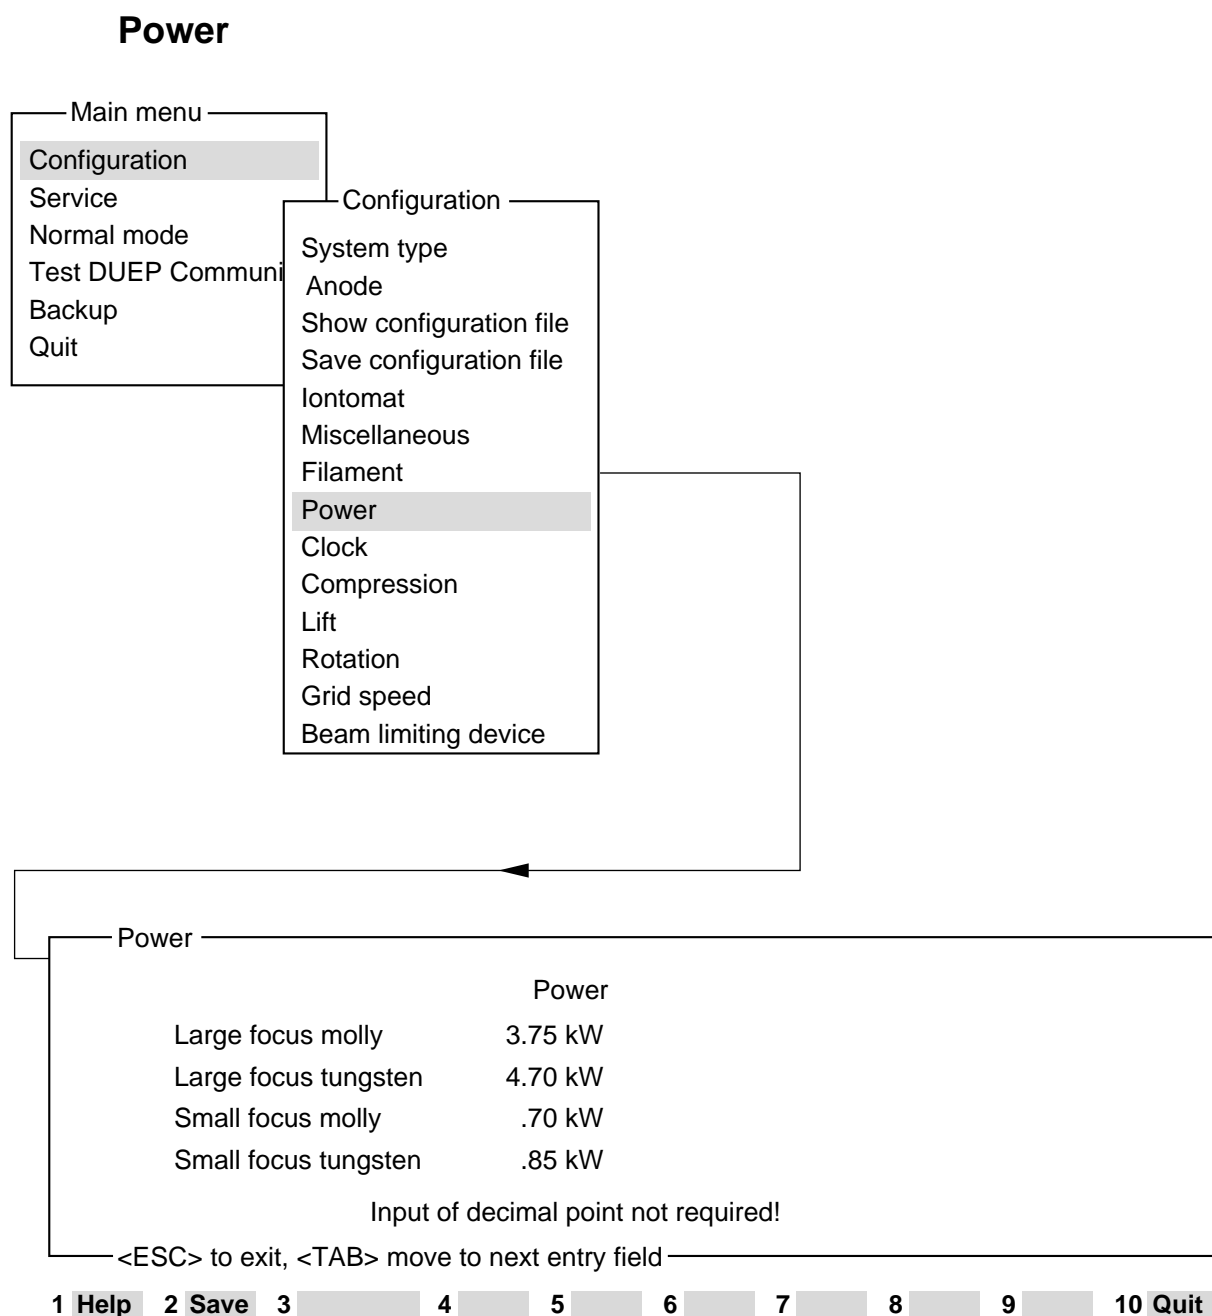 Power
Main menu
Configuration
Service
Normal mode
Test DUEP Communi
Backup
Quit
Configuration
System type
Anode
Show configuration file
Save configuration file
Iontomat
Miscellaneous
Filament
Power
Clock
Compression
Lift
Rotation
Grid speed
Beam limiting device
Power
Power
Large focus molly 3.75 kW
Large focus tungsten 4.70 kW
Small focus molly .70 kW
Small focus tungsten .85 kW
Input of decimal point not required!
<ESC> to exit, <TAB> move to next entry field
1 Help 2 Save 3 4 5 6 7 8 9 10 Quit